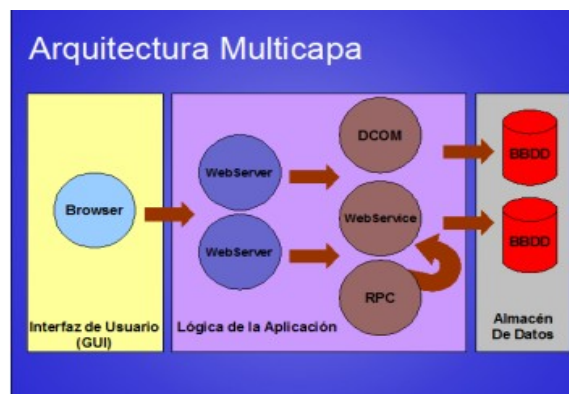 Arquitectura Multicapa
Browser
Interfaz de Usuario
(GUI)
WebServer
WebServer
DCOM
WebService
RPC
Lógica de la Aplicación
BBDD
BBDD
Almacén
De Datos